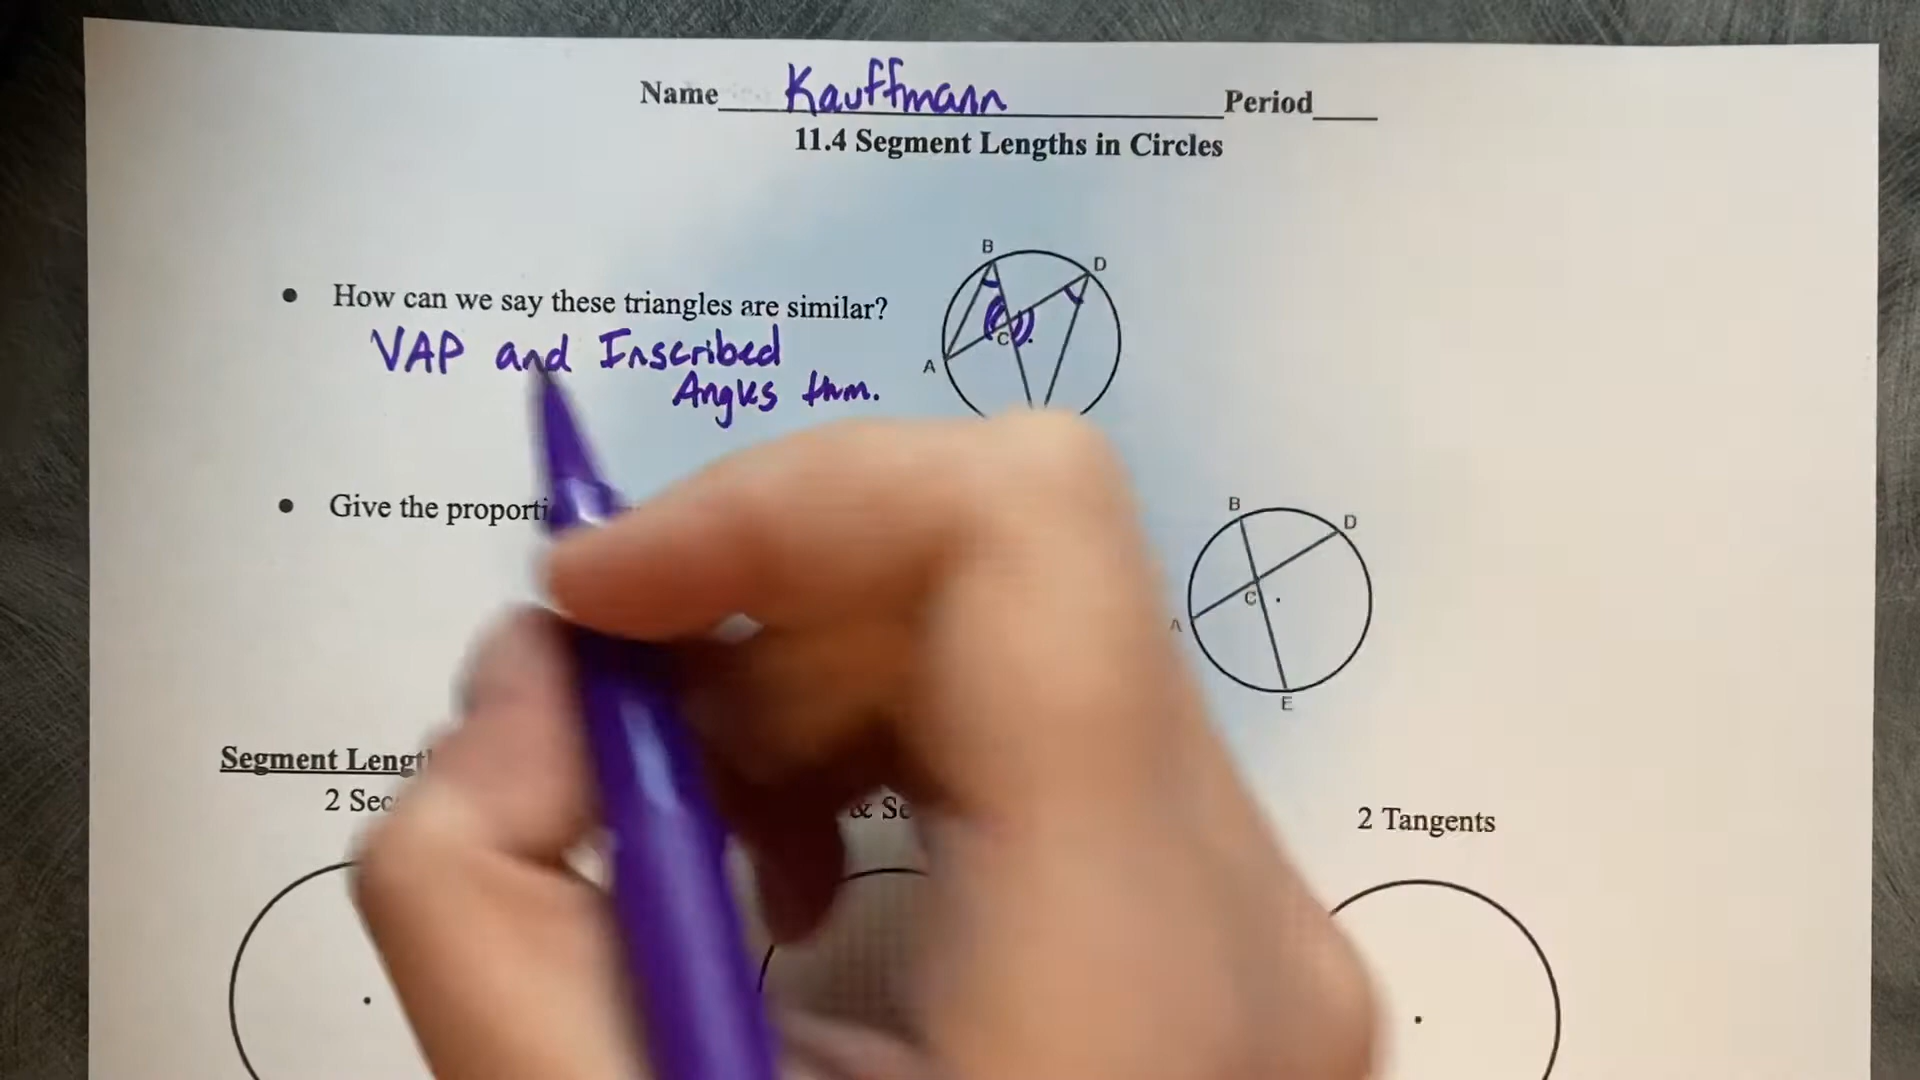 Name Kauffmann Period
11.4 Segment Lengths in Circles
B
D
• How can we say these triangles are similar?
VAP and Inscribed
Angles thm.
C
A
• Give the proporti
B
D
C
A
E
Segment Lengt
2 Sec
& Se
2 Tangents